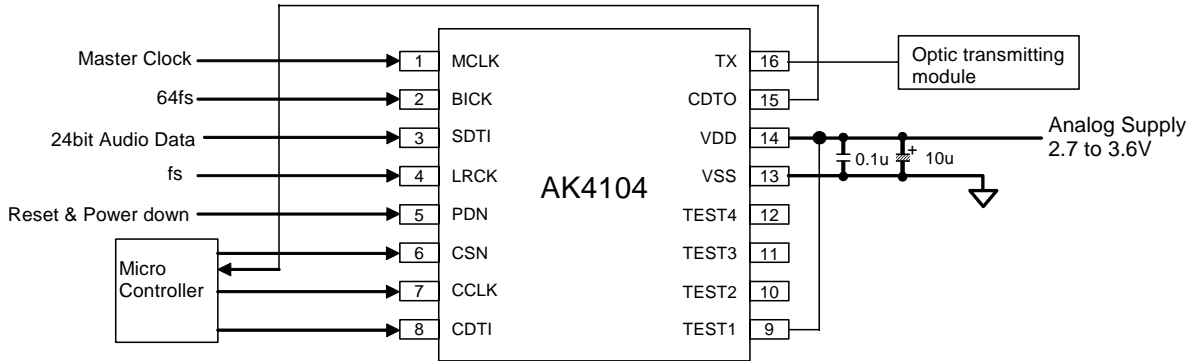 Master Clock
1
MCLK
TX
16
Optic transmitting
module
64fs
2
BICK
CDTO
15
24bit Audio Data
3
SDTI
VDD
14
0.1u
+
10u
Analog Supply
2.7 to 3.6V
fs
4
LRCK
AK4104
VSS
13
Reset & Power down
5
PDN
TEST4
12
Micro
Controller
6
CSN
TEST3
11
7
CCLK
TEST2
10
8
CDTI
TEST1
9